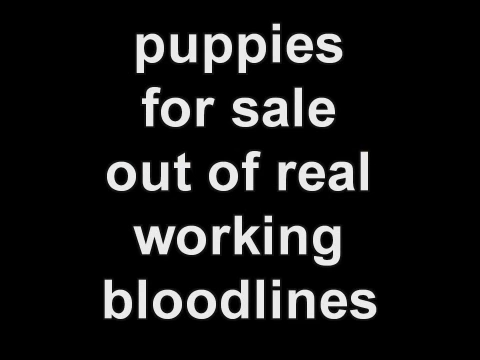 puppies
for sale
out of real
working
bloodlines